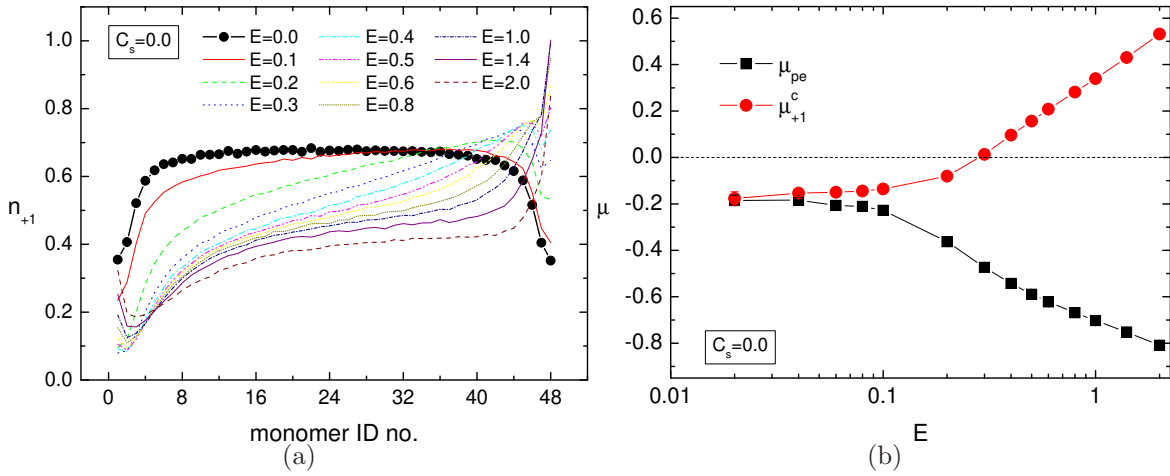 C_s=0.0
E=0.0 E=0.4 E=1.0
E=0.1 E=0.5 E=1.4
E=0.2 E=0.6 E=2.0
E=0.3 E=0.8
1.0
0.8
0.6
0.4
0.2
0.0
n_+1
0 8 16 24 32 40 48
monomer ID no.
(a)
0.6
0.4
0.2
0.0
-0.2
-0.4
-0.6
-0.8
μ
μ_pe
μ^c_+1
C_s=0.0
0.01 0.1 1
E
(b)